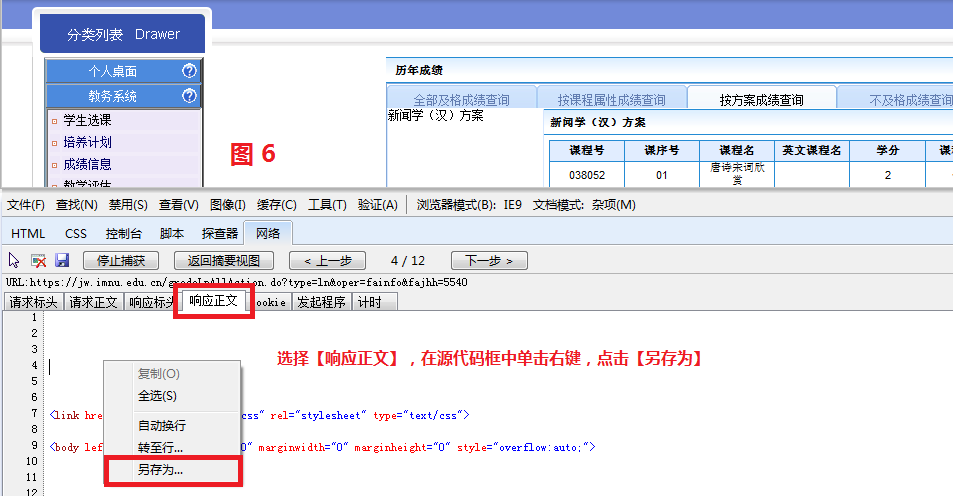 分类列表 Drawer
个人桌面
教务系统
学生选课
培养计划
成绩信息
教学评估
图 6
历年成绩
全部及格成绩查询 按课程属性成绩查询 按方案成绩查询 不及格成绩查询
新闻学（汉）方案
新闻学（汉）方案
课程号 课序号 课程名 英文课程名 学分
038052 01 唐诗宋词欣赏 2
文件(F) 查找(N) 禁用(S) 查看(V) 图像(I) 缓存(C) 工具(T) 验证(A) 浏览器模式(B): IE9 文档模式: 杂项(M)
HTML CSS 控制台 脚本 探查器 网络
停止捕获 返回摘要视图 < 上一步 4 / 12 下一步 >
URL:https://jw.imnu.edu.cn/gradeLnAllAction.do?type=ln&oper=fainfo&fajhh=5540
请求标头 请求正文 响应标头 响应正文 ookie 发起程序 计时
1
2
3
4
5
6
7 <link hre css" rel="stylesheet" type="text/css">
8
9 <body lef 0" marginwidth="0" marginheight="0" style="overflow:auto;">
10
11
12
选择【响应正文】，在源代码框中单击右键，点击【另存为】
复制(O)
全选(S)
自动换行
转至行...
另存为...